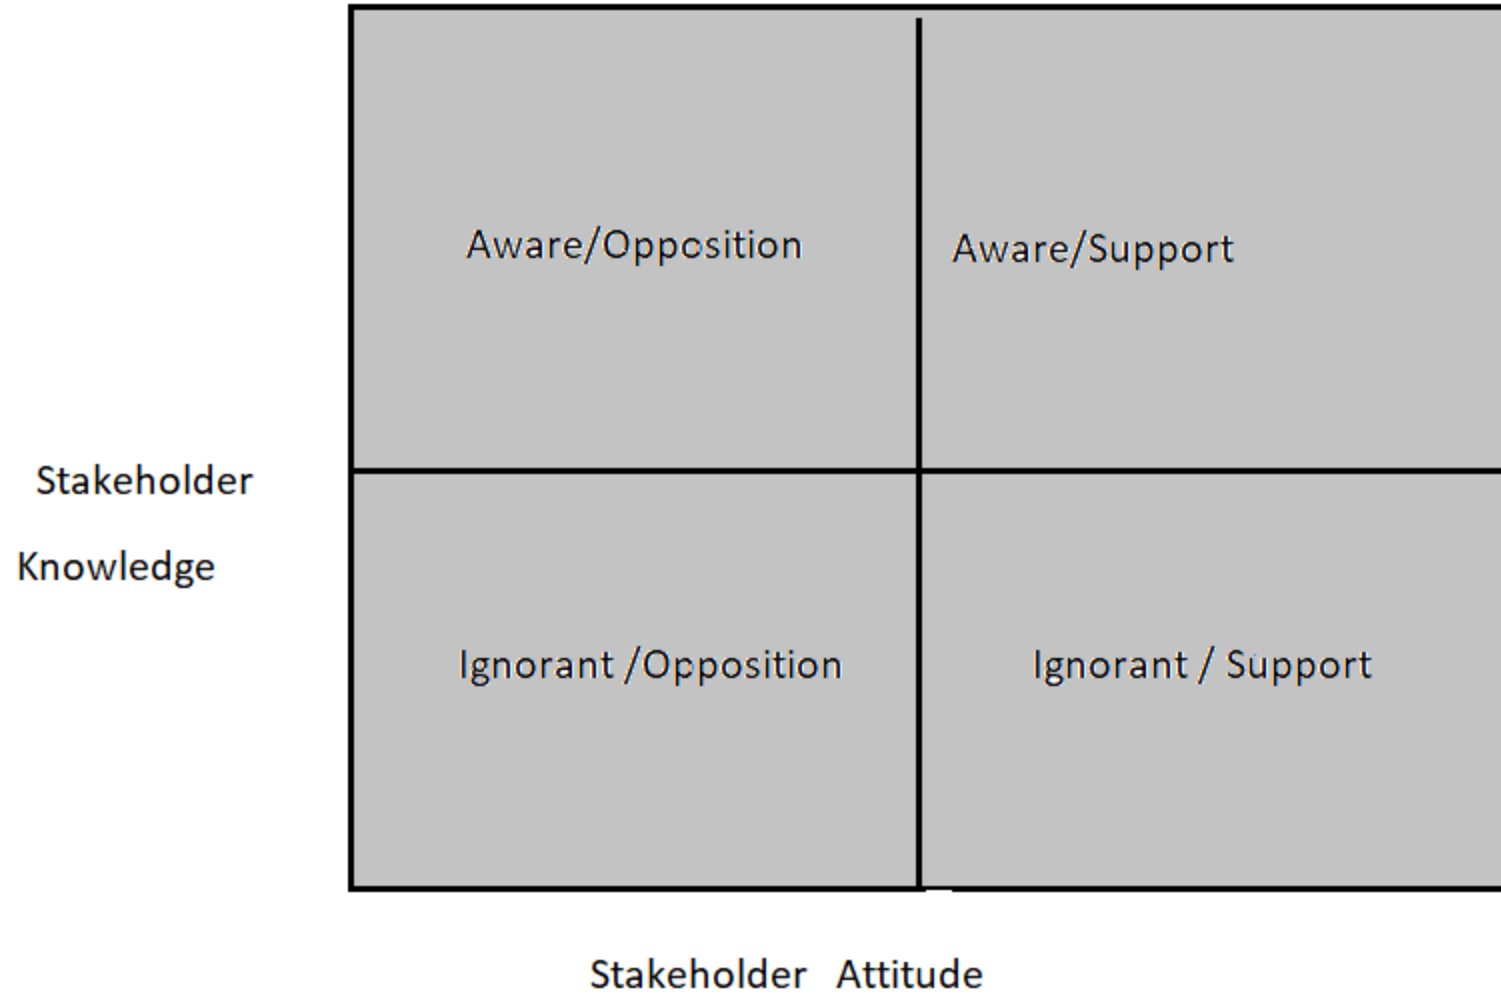 Aware/Opposition
Aware/Support
Stakeholder
Knowledge
Ignorant /Opposition
Ignorant / Support
Stakeholder Attitude